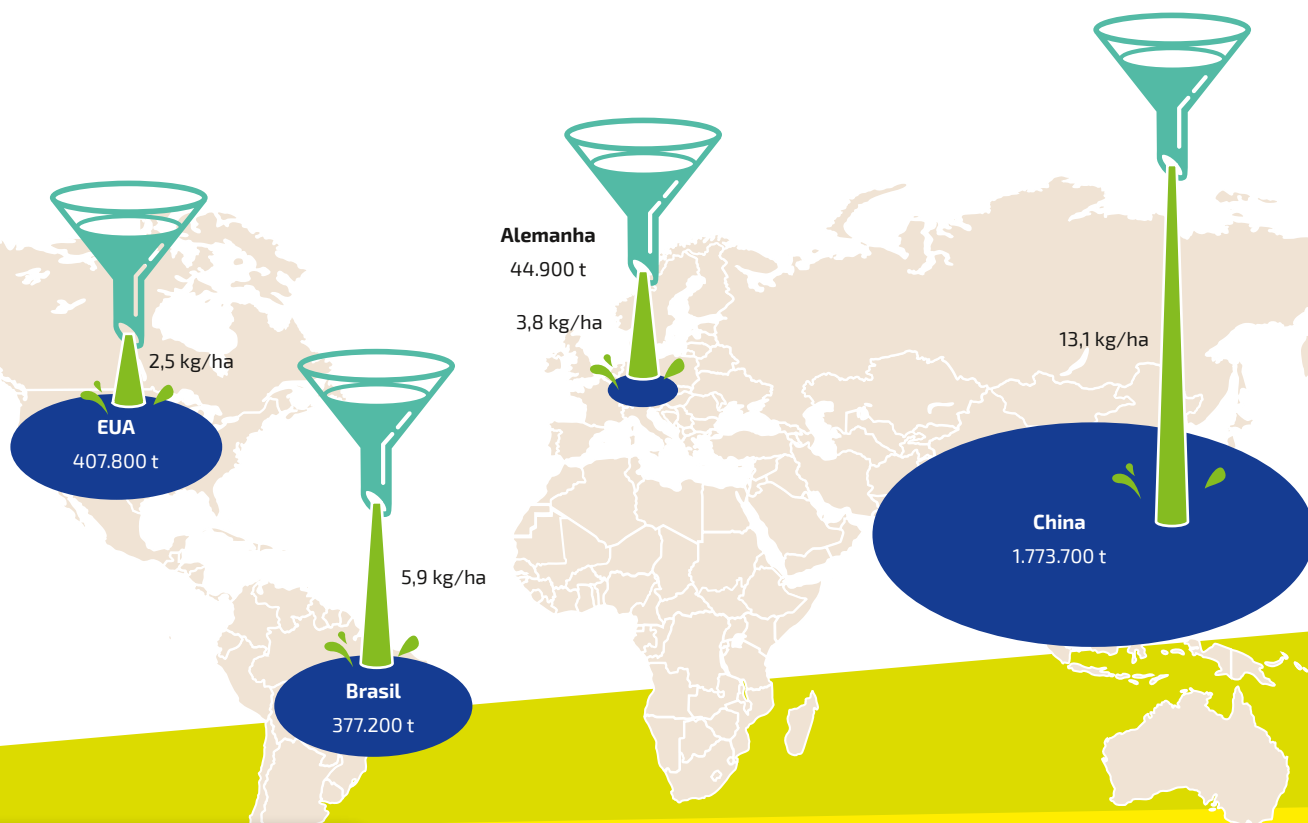 2,5 kg/ha
EUA
407.800 t
5,9 kg/ha
Brasil
377.200 t
Alemanha
44.900 t
3,8 kg/ha
13,1 kg/ha
China
1.773.700 t